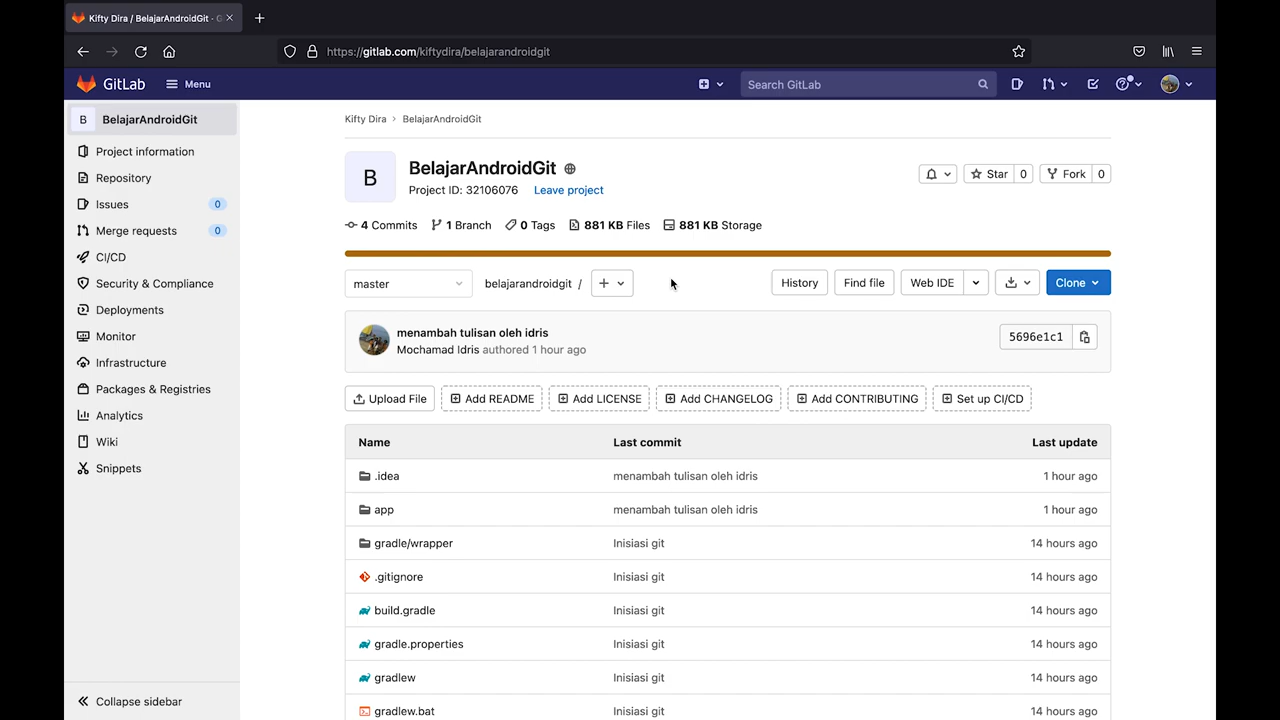 Kifty Dira / BelajarAndroidGit · G
https://gitlab.com/kiftydira/belajarandroidgit
GitLab
Menu
Search GitLab
B BelajarAndroidGit
Project information
Repository
Issues 0
Merge requests 0
CI/CD
Security & Compliance
Deployments
Monitor
Infrastructure
Packages & Registries
Analytics
Wiki
Snippets
Collapse sidebar
Kifty Dira › BelajarAndroidGit
B
BelajarAndroidGit
Project ID: 32106076 Leave project
Star 0 Fork 0
4 Commits 1 Branch 0 Tags 881 KB Files 881 KB Storage
master belajarandroidgit / + History Find file Web IDE Clone
menambah tulisan oleh idris
Mochamad Idris authored 1 hour ago
5696e1c1
Upload File Add README Add LICENSE Add CHANGELOG Add CONTRIBUTING Set up CI/CD
Name Last commit Last update
.idea menambah tulisan oleh idris 1 hour ago
app menambah tulisan oleh idris 1 hour ago
gradle/wrapper Inisiasi git 14 hours ago
.gitignore Inisiasi git 14 hours ago
build.gradle Inisiasi git 14 hours ago
gradle.properties Inisiasi git 14 hours ago
gradlew Inisiasi git 14 hours ago
gradlew.bat Inisiasi git 14 hours ago